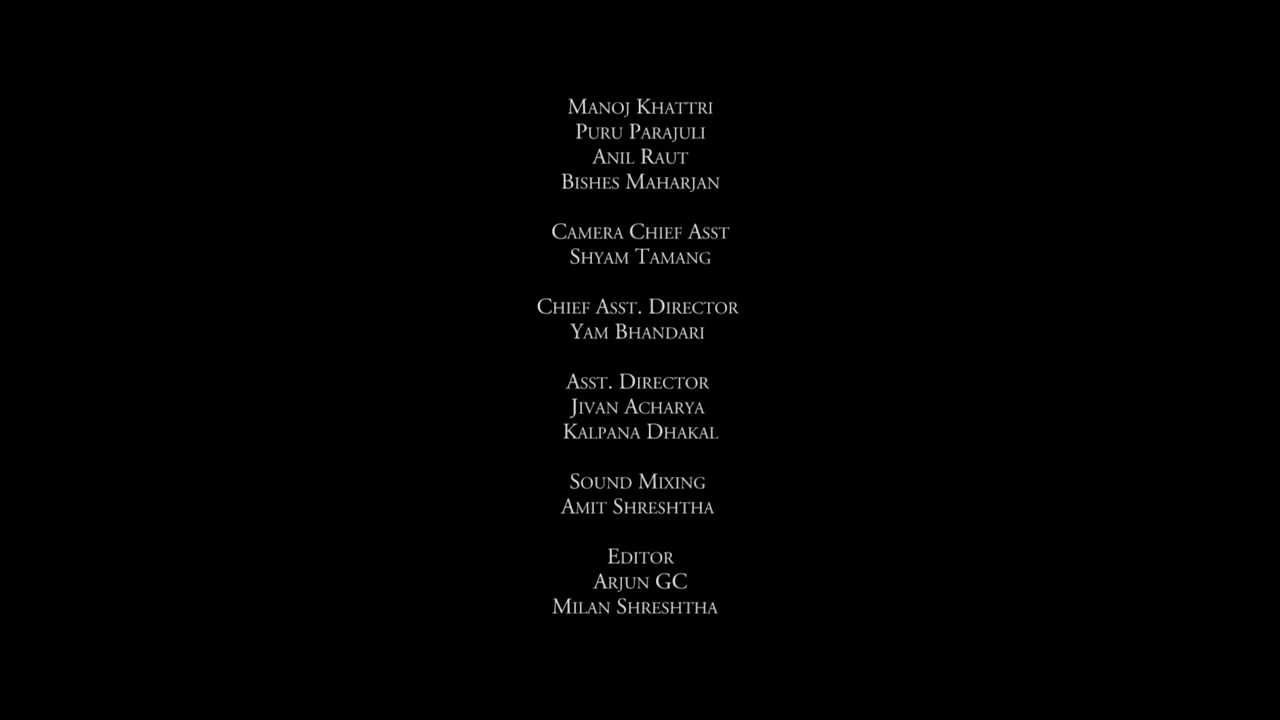 Manoj Khattri
Puru Parajuli
Anil Raut
Bishes Maharjan
Camera Chief Asst
Shyam Tamang
Chief Asst. Director
Yam Bhandari
Asst. Director
Jivan Acharya
Kalpana Dhakal
Sound Mixing
Amit Shreshtha
Editor
Arjun GC
Milan Shreshtha